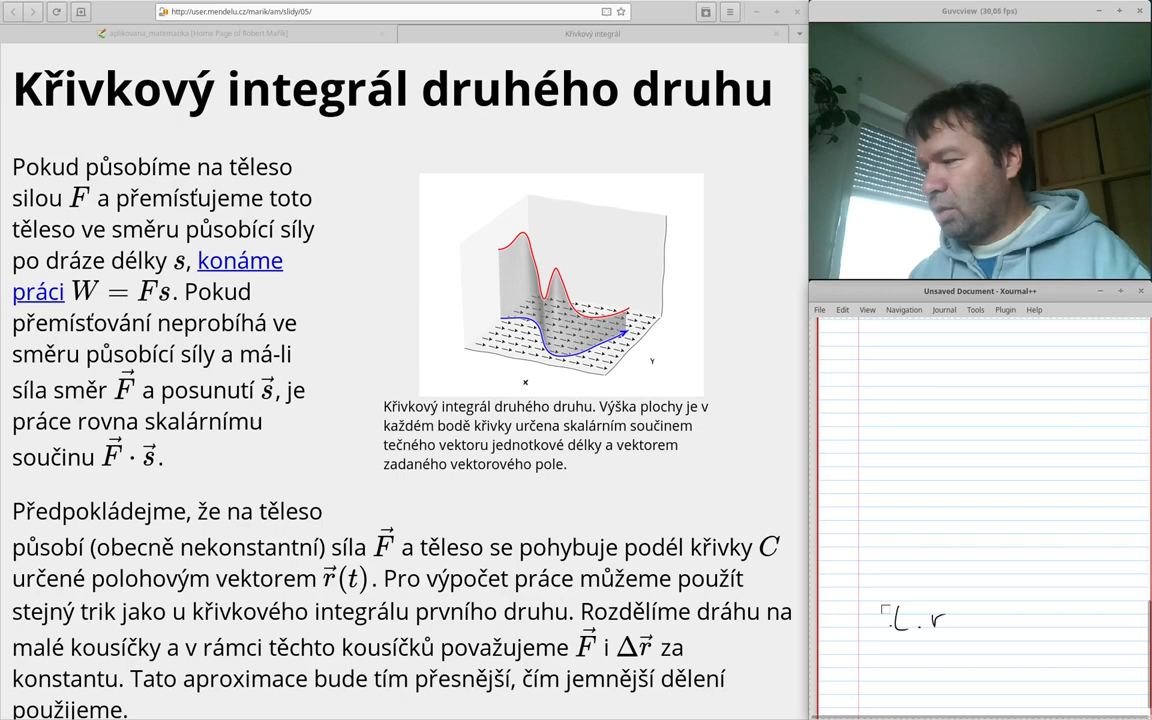 http://user.mendelu.cz/marik/am/slidy/05/
aplikovana_matematika [Home Page of Robert Mařík]
Křivkový integrál
Křivkový integrál druhého druhu
Pokud působíme na těleso
silou F a přemísťujeme toto
těleso ve směru působící síly
po dráze délky s, konáme
práci W = Fs. Pokud
přemísťování neprobíhá ve
směru působící síly a má-li
síla směr F⃗ a posunutí s⃗, je
práce rovna skalárnímu
součinu F⃗ · s⃗.
X
Y
Křivkový integrál druhého druhu. Výška plochy je v
každém bodě křivky určena skalárním součinem
tečného vektoru jednotkové délky a vektorem
zadaného vektorového pole.
Předpokládejme, že na těleso
působí (obecně nekonstantní) síla F⃗ a těleso se pohybuje podél křivky C
určené polohovým vektorem r⃗(t). Pro výpočet práce můžeme použít
stejný trik jako u křivkového integrálu prvního druhu. Rozdělíme dráhu na
malé kousíčky a v rámci těchto kousíčků považujeme F⃗ i Δr⃗ za
konstantu. Tato aproximace bude tím přesnější, čím jemnější dělení
použijeme.
Guvcview (30,05 fps)
Unsaved Document - Xournal++
File Edit View Navigation Journal Tools Plugin Help